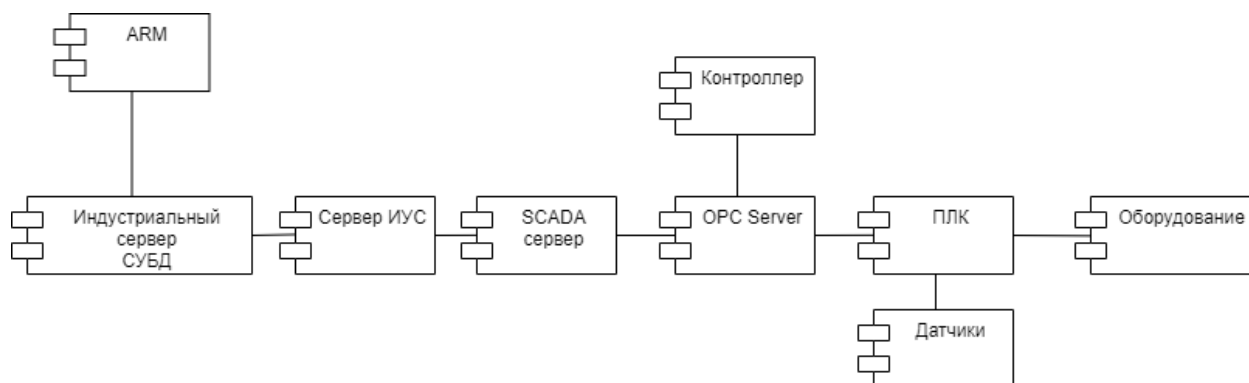 ARM
Контроллер
Индустриальный
сервер
СУБД
Сервер ИУС
SCADA
сервер
OPC Server
ПЛК
Оборудование
Датчики